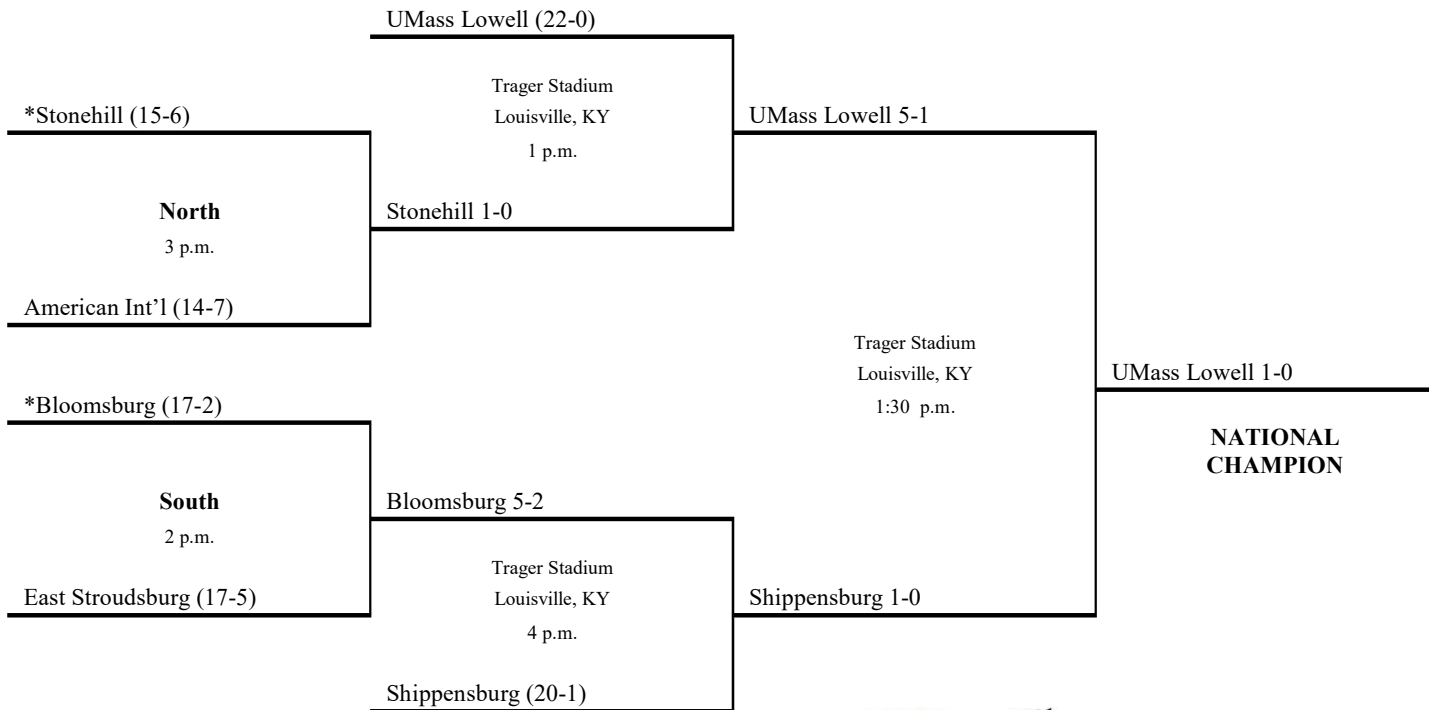 UMass Lowell (22-0)
Trager Stadium
Louisville, KY
1 p.m.
*Stonehill (15-6)
UMass Lowell 5-1
North
3 p.m.
Stonehill 1-0
American Int’l (14-7)
Trager Stadium
Louisville, KY
1:30 p.m.
UMass Lowell 1-0
NATIONAL
CHAMPION
*Bloomsburg (17-2)
South
2 p.m.
Bloomsburg 5-2
East Stroudsburg (17-5)
Trager Stadium
Louisville, KY
4 p.m.
Shippensburg 1-0
Shippensburg (20-1)